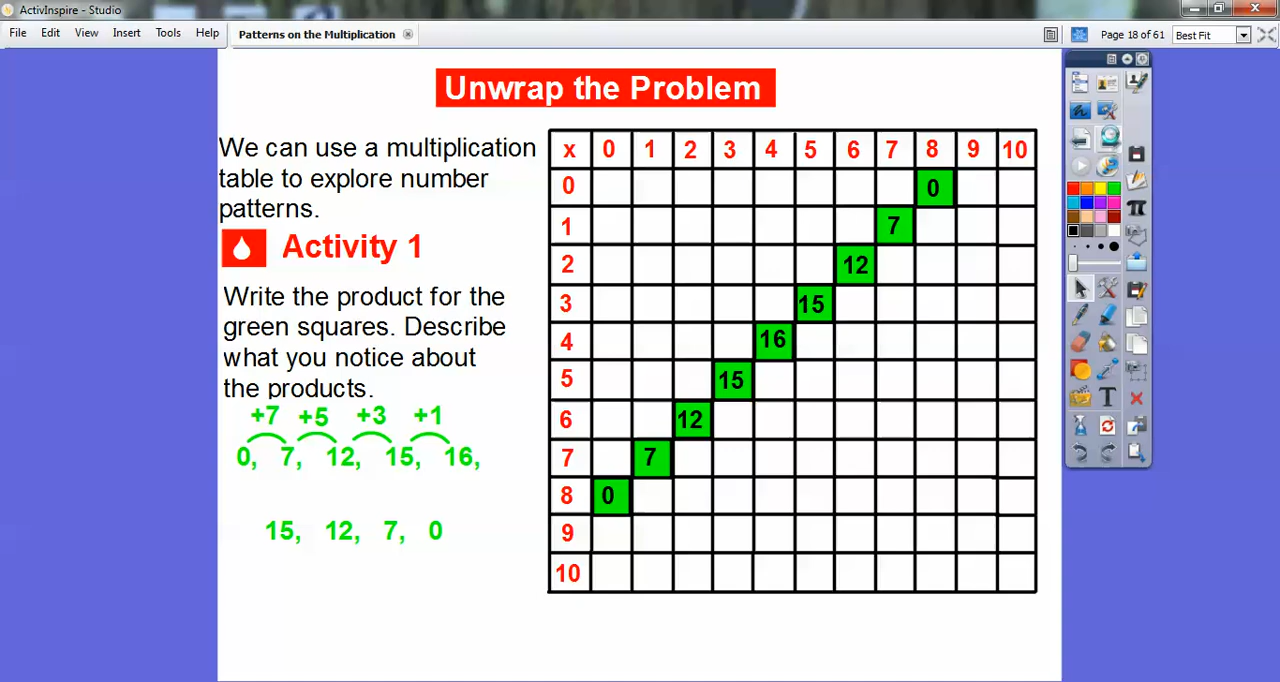 ActivInspire - Studio
File Edit View Insert Tools Help
Patterns on the Multiplication
Page 18 of 61
Best Fit
Unwrap the Problem
We can use a multiplication
table to explore number
patterns.
Activity 1
Write the product for the
green squares. Describe
what you notice about
the products.
+7 +5 +3 +1
0, 7, 12, 15, 16,
15, 12, 7, 0
x 0 1 2 3 4 5 6 7 8 9 10
0 0
1 7
2 12
3 15
4 16
5 15
6 12
7 7
8 0
9
10
π
T